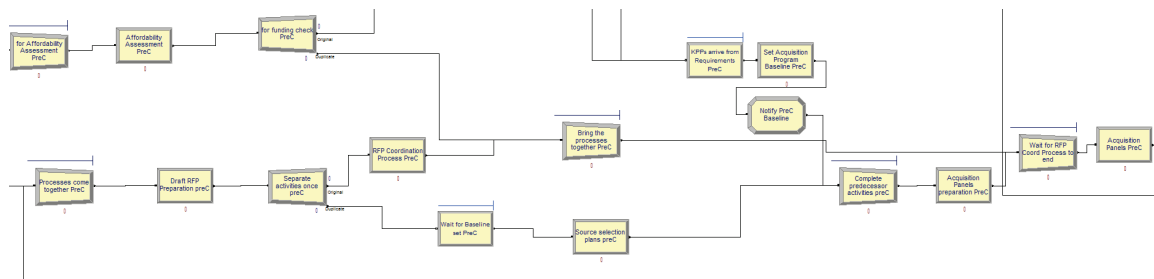 for Affordability
Assessment
PreC
Affordability
Assessment
PreC
for funding check
PreC
Original
Duplicate
KPPs arrive from
Requirements
PreC
Set Acquisition
Program
Baseline PreC
Notify PreC
Baseline
Bring the
processes
together PreC
Wait for RFP
Coord Process to
end
Acquisition
Panels PreC
RFP Coordination
Process PreC
Processes come
together PreC
Draft RFP
Preparation preC
Separate
activities once
preC
Original
Duplicate
Complete
predecessor
activities preC
Acquisition
Panels
preparation PreC
Wait for Baseline
set PreC
Source selection
plans preC